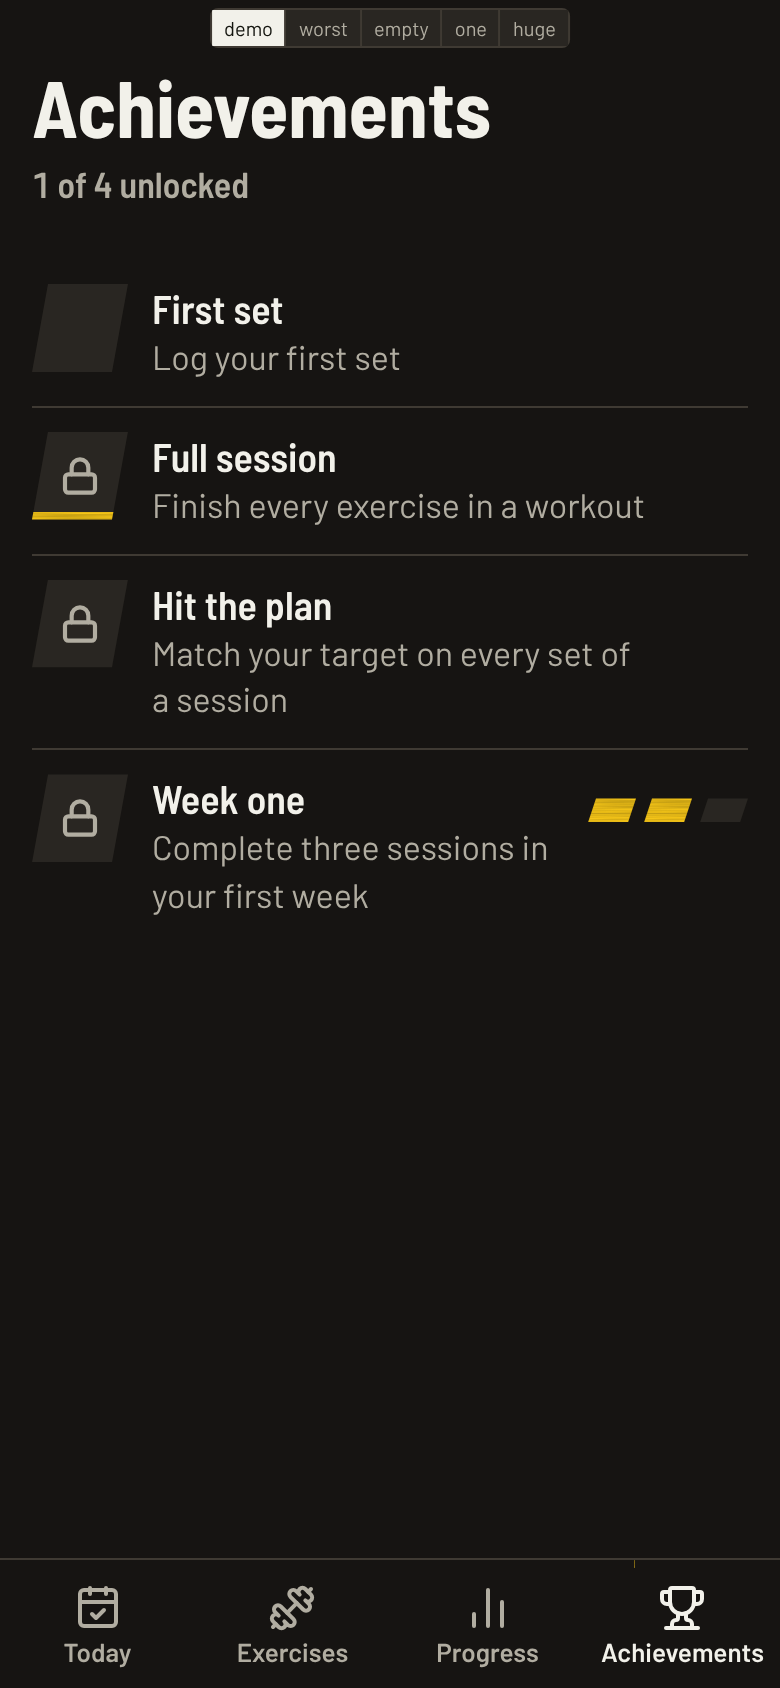 demo worst empty one huge
Achievements
1 of 4 unlocked
First set
Log your first set
Full session
Finish every exercise in a workout
Hit the plan
Match your target on every set of
a session
Week one
Complete three sessions in
your first week
Today Exercises Progress Achievements